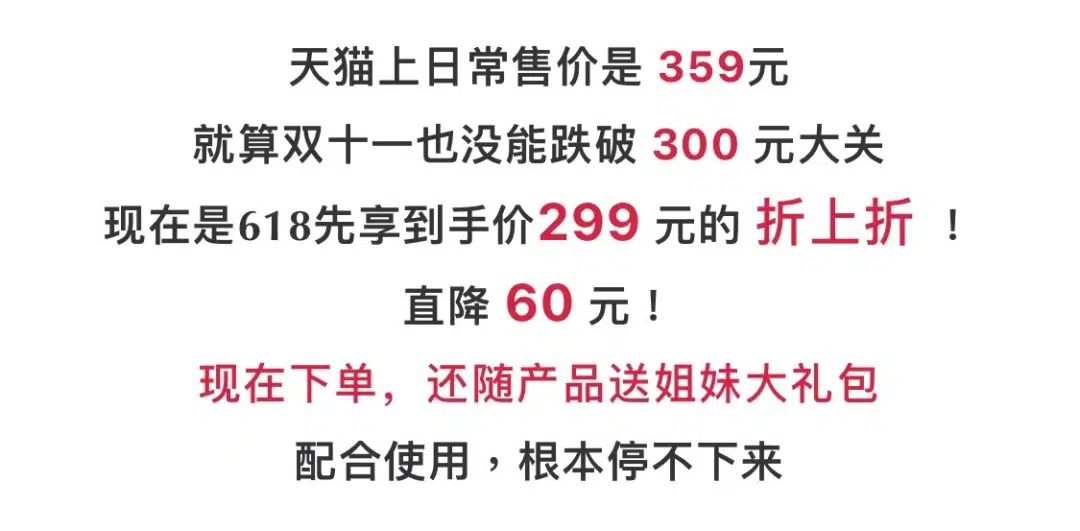 天猫上日常售价是 359元
就算双十一也没能跌破 300 元大关
现在是618先享到手价299 元的 折上折 ！
直降 60 元！
现在下单，还随产品送姐妹大礼包
配合使用，根本停不下来